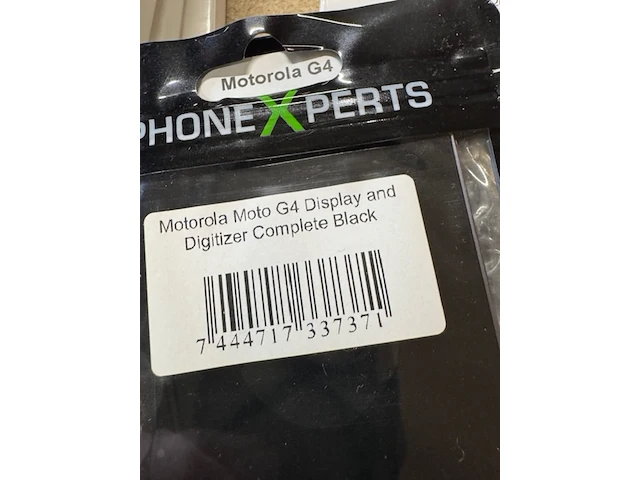 Motorola G4
PHONEXPERTS
Motorola Moto G4 Display and
Digitizer Complete Black
7 444717 337371